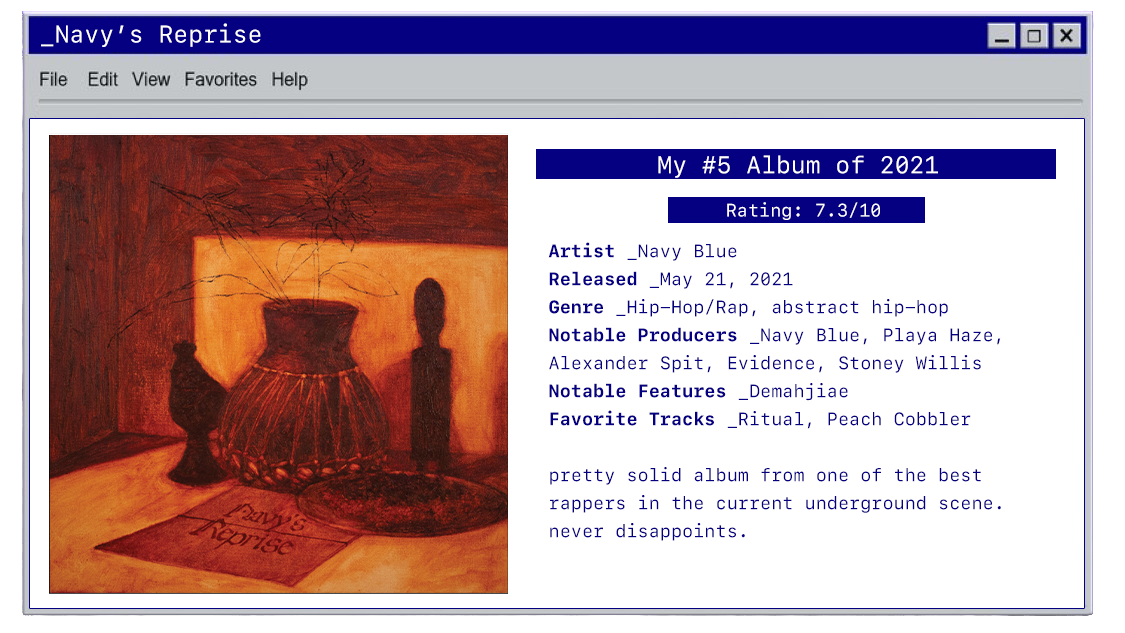 _Navy's Reprise
File Edit View Favorites Help
My #5 Album of 2021
Rating: 7.3/10
Artist _Navy Blue
Released _May 21, 2021
Genre _Hip-Hop/Rap, abstract hip-hop
Notable Producers _Navy Blue, Playa Haze,
Alexander Spit, Evidence, Stoney Willis
Notable Features _Demahjiae
Favorite Tracks _Ritual, Peach Cobbler
pretty solid album from one of the best
rappers in the current underground scene.
never disappoints.
Navy's
Reprise